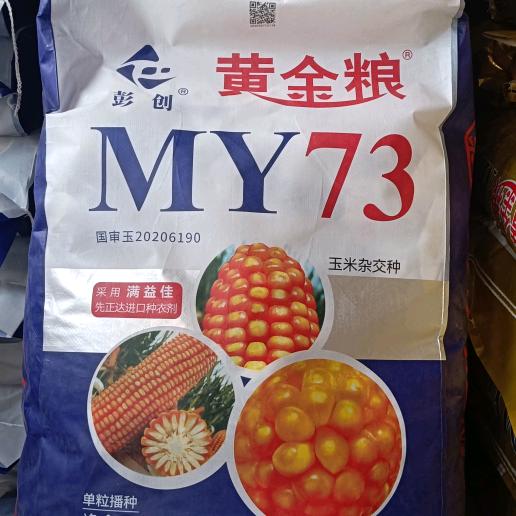 彭创®
黄金粮®
MY73
国审玉20206190
玉米杂交种
采用 满益佳
先正达进口种衣剂
单粒播种